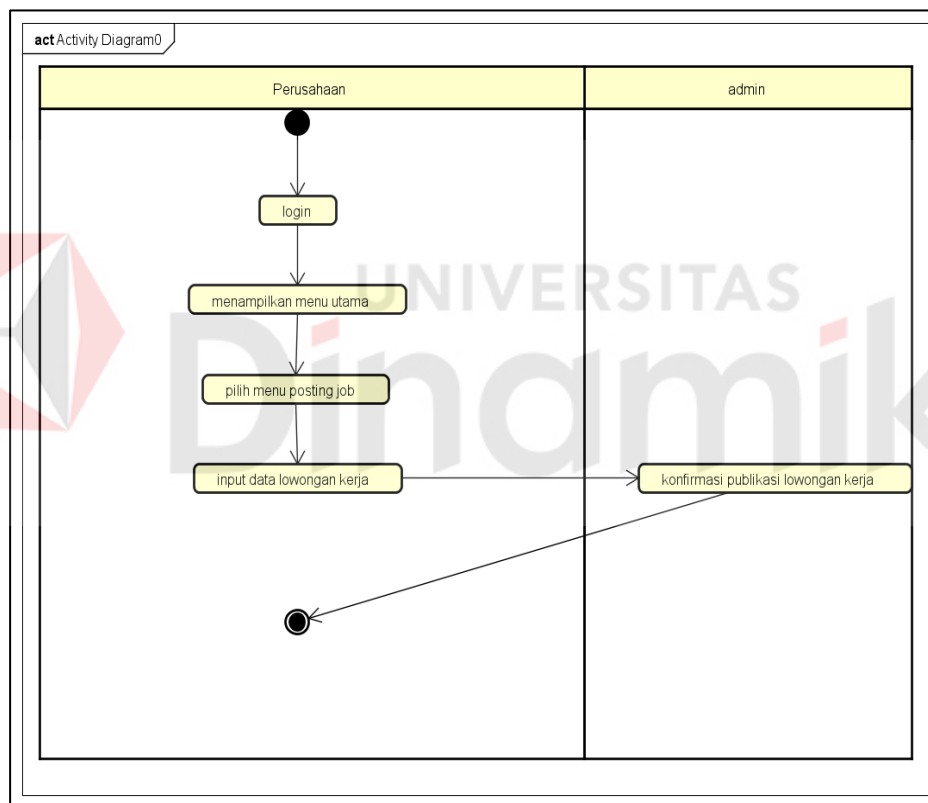 act Activity Diagram0
Perusahaan
admin
login
UNIVERSITAS
menampilkan menu utama
Dinamik
pilih menu posting job
input data lowongan kerja
konfirmasi publikasi lowongan kerja